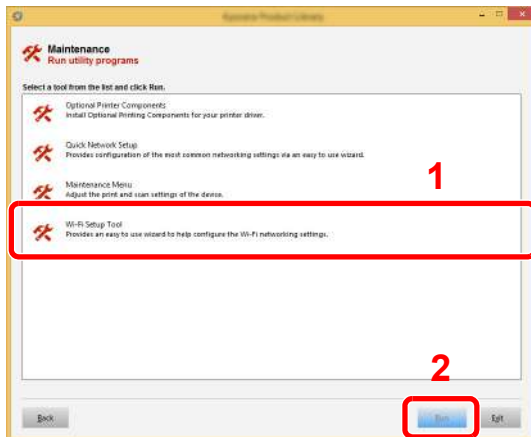 Kyocera Product Library
Maintenance
Run utility programs
Select a tool from the list and click Run.
Optional Printer Components
Install Optional Printing Components for your printer driver.
Quick Network Setup
Provides configuration of the most common networking settings via an easy to use wizard.
1
Maintenance Menu
Adjust the print and scan settings of the device.
Wi-Fi Setup Tool
Provides an easy to use wizard to help configure the Wi-Fi networking settings.
2
Back
Run
Exit